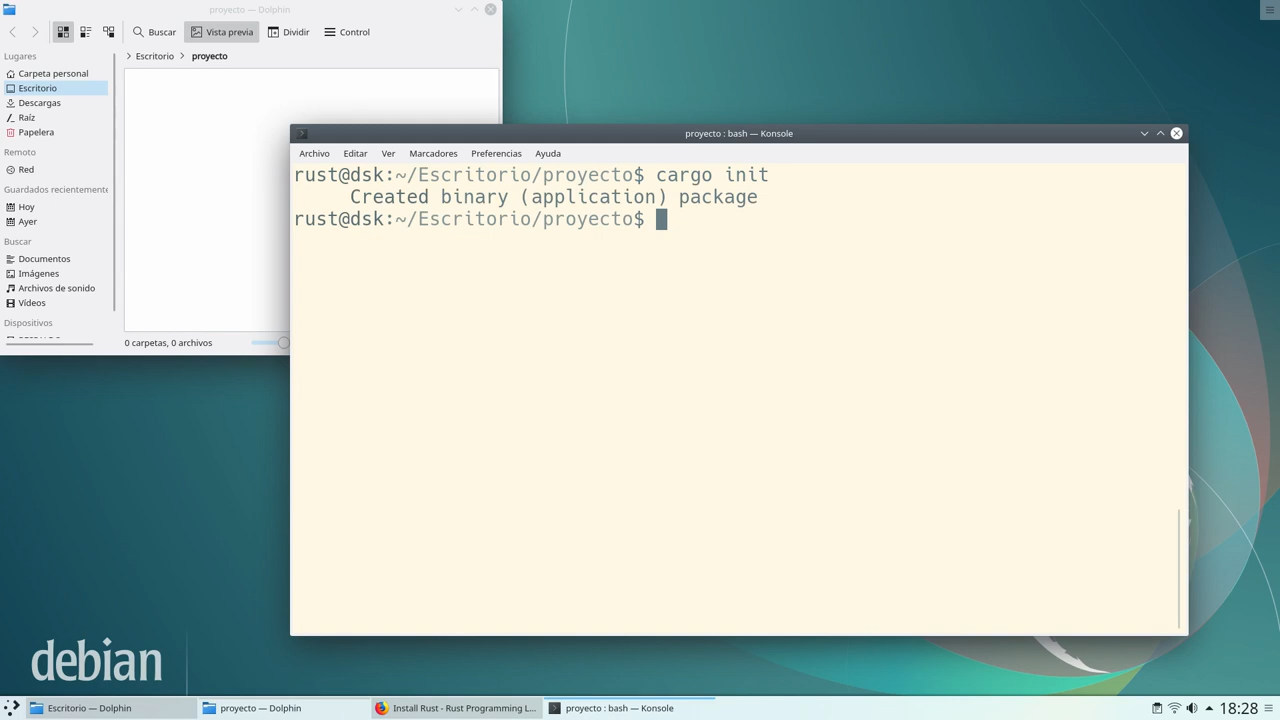 proyecto — Dolphin
Buscar
Vista previa
Dividir
Control
Lugares
Escritorio
proyecto
Carpeta personal
Escritorio
Descargas
Raíz
Papelera
Remoto
Red
Guardados recientemente
Hoy
Ayer
Buscar
Documentos
Imágenes
Archivos de sonido
Vídeos
Dispositivos
0 carpetas, 0 archivos
proyecto : bash — Konsole
Archivo Editar Ver Marcadores Preferencias Ayuda
rust@dsk:~/Escritorio/proyecto$ cargo init
Created binary (application) package
rust@dsk:~/Escritorio/proyecto$
debian
Escritorio — Dolphin
proyecto — Dolphin
Install Rust - Rust Programming L...
proyecto : bash — Konsole
18:28